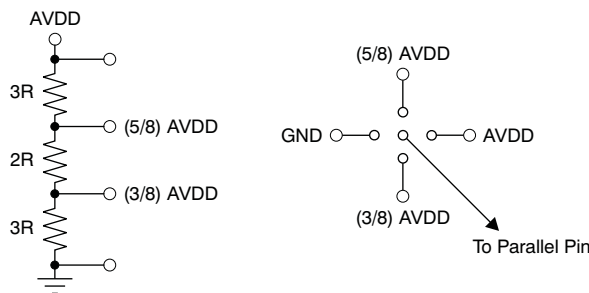 AVDD
3R
(5/8) AVDD
2R
(3/8) AVDD
3R
(5/8) AVDD
GND
AVDD
(3/8) AVDD
To Parallel Pin